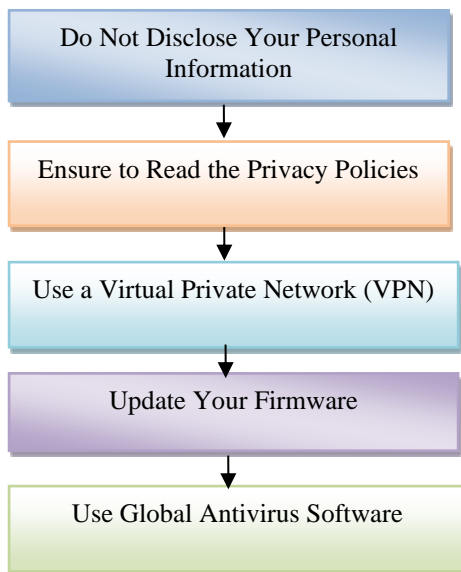 Do Not Disclose Your Personal
Information
Ensure to Read the Privacy Policies
Use a Virtual Private Network (VPN)
Update Your Firmware
Use Global Antivirus Software